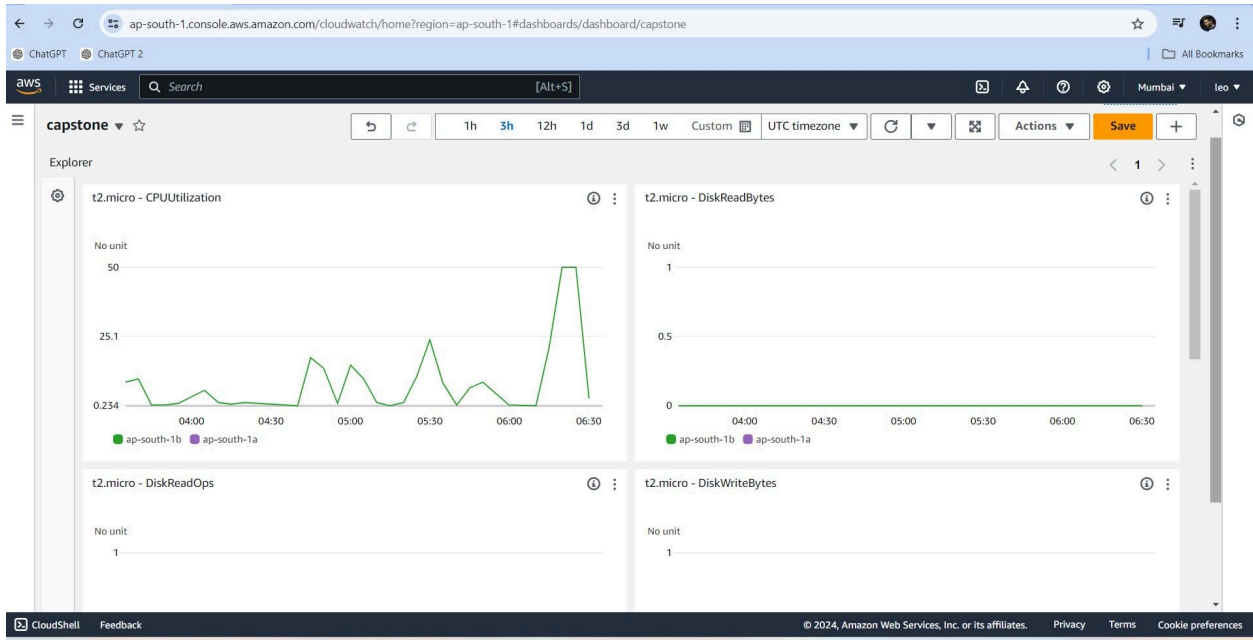 ap-south-1.console.aws.amazon.com/cloudwatch/home?region=ap-south-1#dashboards/dashboard/capstone
ChatGPT ChatGPT 2 All Bookmarks
aws Services Search [Alt+S] Mumbai leo
capstone 1h 3h 12h 1d 3d 1w Custom UTC timezone Actions Save
Explorer 1
t2.micro - CPUUtilization
No unit
50
25.1
0.234
04:00 04:30 05:00 05:30 06:00 06:30
ap-south-1b ap-south-1a
t2.micro - DiskReadBytes
No unit
1
0.5
0
04:00 04:30 05:00 05:30 06:00 06:30
ap-south-1b ap-south-1a
t2.micro - DiskReadOps
No unit
1
t2.micro - DiskWriteBytes
No unit
1
CloudShell Feedback © 2024, Amazon Web Services, Inc. or its affiliates. Privacy Terms Cookie preferences